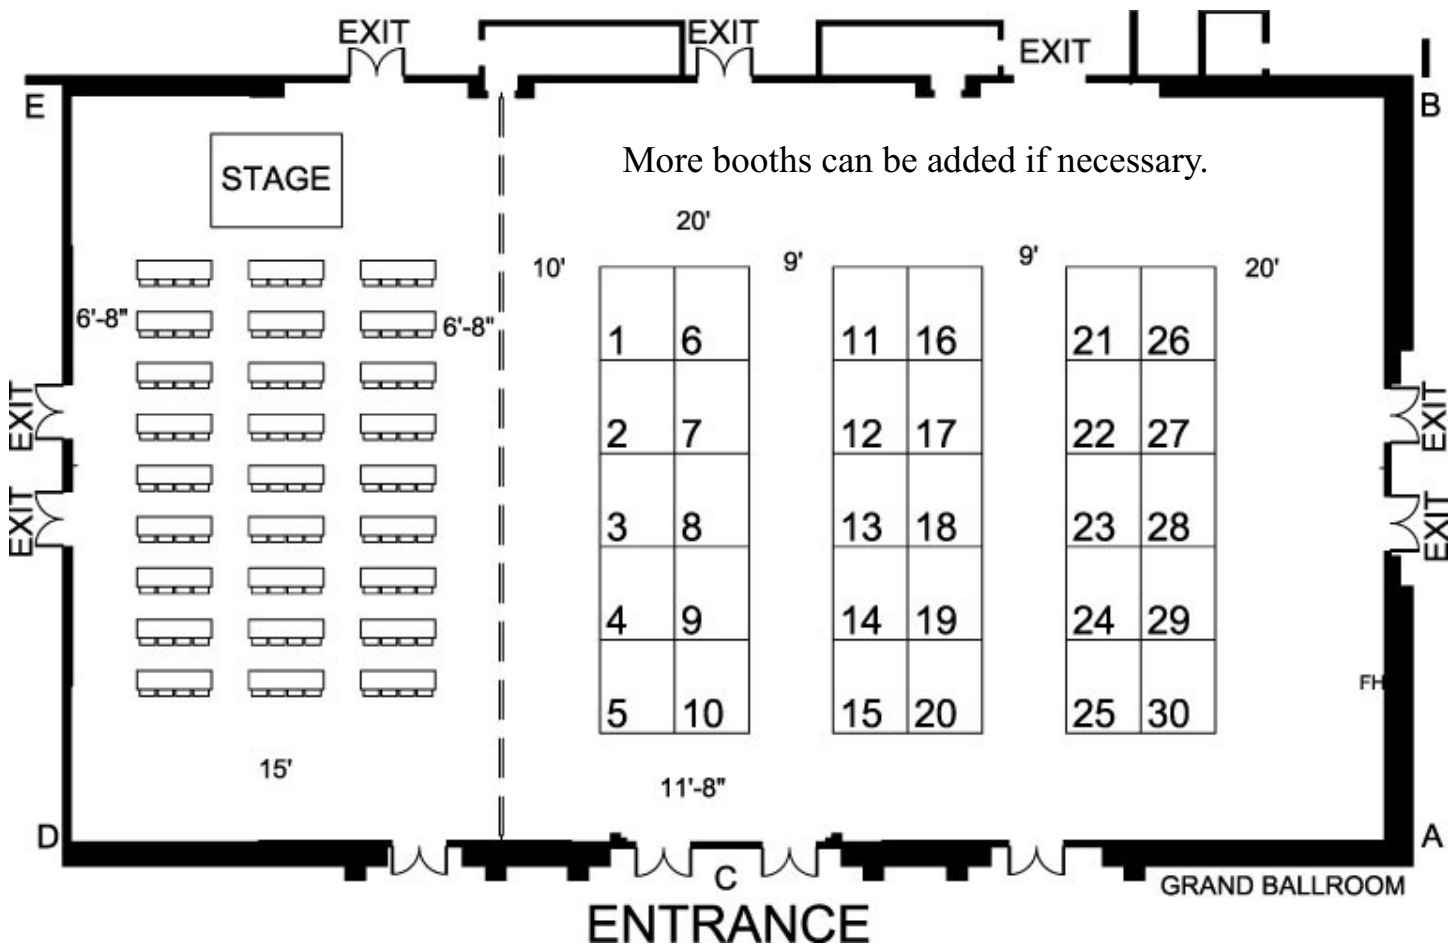 EXIT
EXIT
EXIT
E
B
STAGE
More booths can be added if necessary.
20'
10'
9'
9'
20'
6'-8"
6'-8"
1 6 11 16 21 26
EXIT
EXIT
2 7 12 17 22 27
EXIT
EXIT
3 8 13 18 23 28
4 9 14 19 24 29
FH
5 10 15 20 25 30
15'
11'-8"
D
A
C
GRAND BALLROOM
ENTRANCE